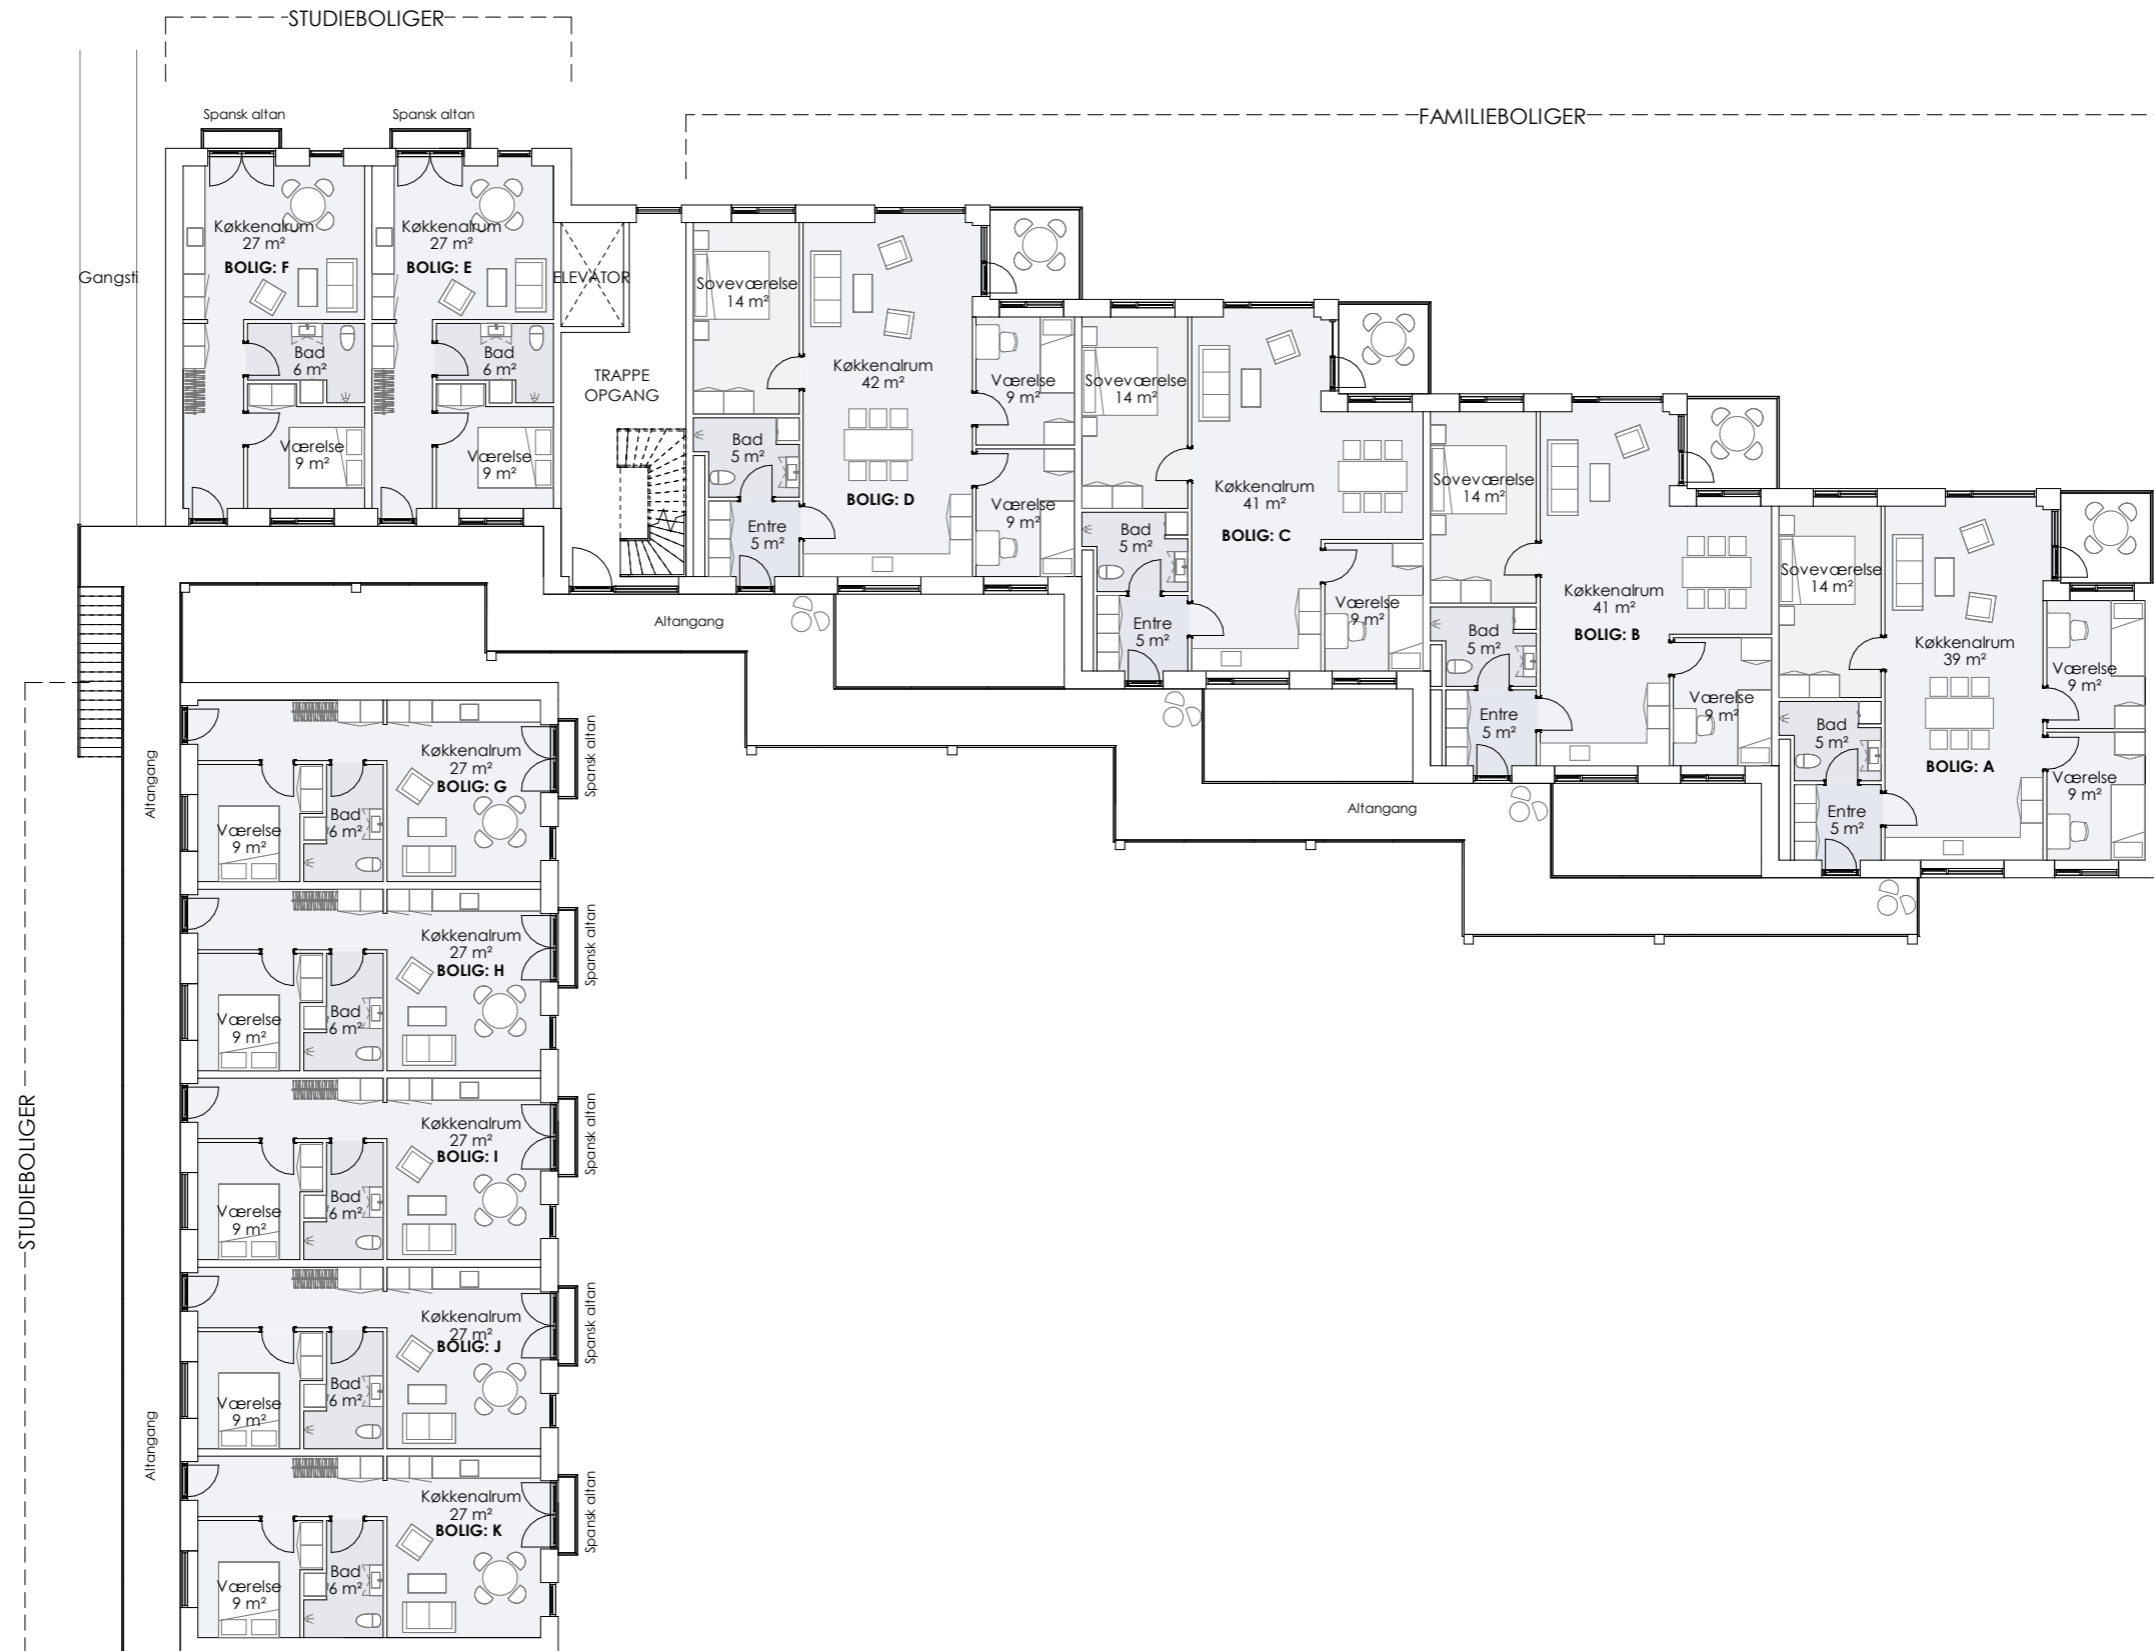 STUDIEBOLIGER
FAMILIEBOLIGER
Spansk altan
Spansk altan
Gangsti
Køkkenalrum
27 m²
BOLIG: F
Bad
6 m²
Værelse
9 m²
Køkkenalrum
27 m²
BOLIG: E
Bad
6 m²
Værelse
9 m²
ELEVATOR
TRAPPE
OPGANG
Soveværelse
14 m²
Køkkenalrum
42 m²
BOLIG: D
Bad
5 m²
Entre
5 m²
Værelse
9 m²
Værelse
9 m²
Soveværelse
14 m²
Køkkenalrum
41 m²
BOLIG: C
Bad
5 m²
Entre
5 m²
Værelse
9 m²
Soveværelse
14 m²
Køkkenalrum
41 m²
BOLIG: B
Bad
5 m²
Entre
5 m²
Værelse
9 m²
Soveværelse
14 m²
Køkkenalrum
39 m²
BOLIG: A
Bad
5 m²
Entre
5 m²
Værelse
9 m²
Værelse
9 m²
Altangang
Altangang
Altangang
Altangang
STUDIEBOLIGER
Køkkenalrum
27 m²
BOLIG: G
Værelse
9 m²
Bad
6 m²
Spansk altan
Køkkenalrum
27 m²
BOLIG: H
Værelse
9 m²
Bad
6 m²
Spansk altan
Køkkenalrum
27 m²
BOLIG: I
Værelse
9 m²
Bad
6 m²
Spansk altan
Køkkenalrum
27 m²
BOLIG: J
Værelse
9 m²
Bad
6 m²
Spansk altan
Køkkenalrum
27 m²
BOLIG: K
Værelse
9 m²
Bad
6 m²
Spansk altan